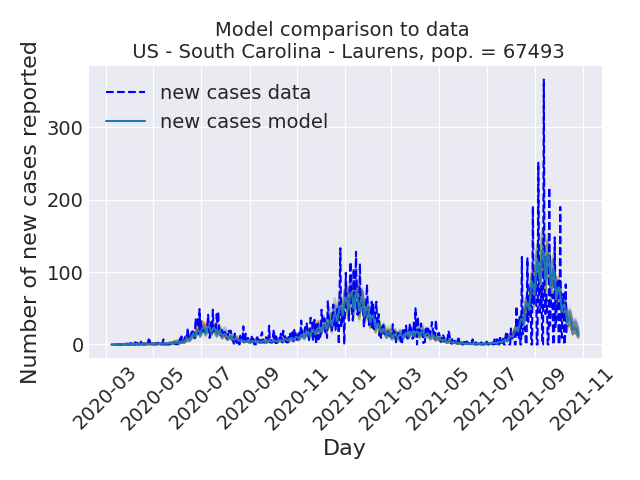 Model comparison to data
US - South Carolina - Laurens, pop. = 67493
new cases data
new cases model
Number of new cases reported
300
200
100
0
2020-03
2020-05
2020-07
2020-09
2020-11
2021-01
2021-03
2021-05
2021-07
2021-09
2021-11
Day